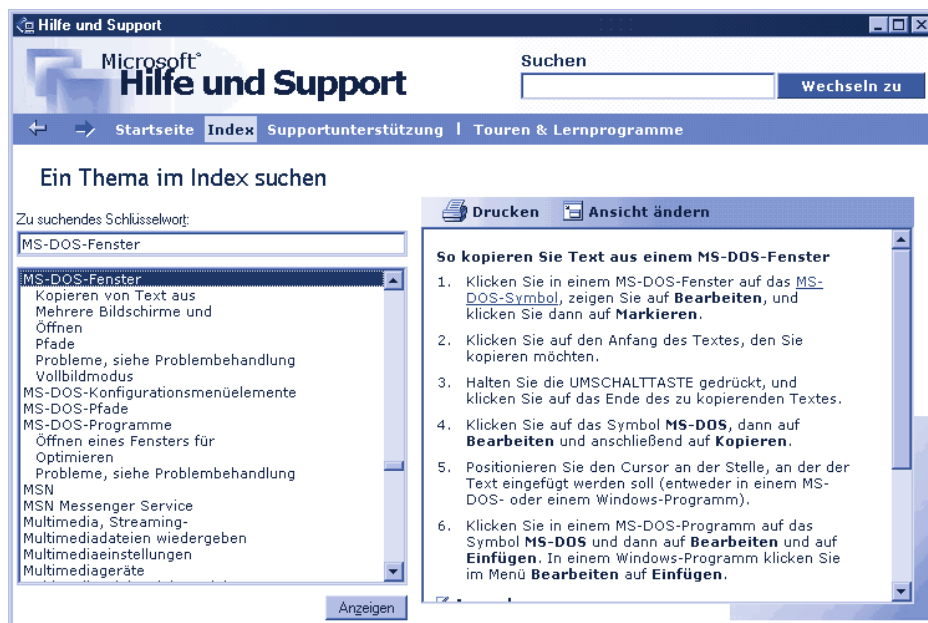 Hilfe und Support
Microsoft®
Hilfe und Support
Suchen
Wechseln zu
Startseite Index Supportunterstützung | Touren & Lernprogramme
Ein Thema im Index suchen
Zu suchendes Schlüsselwort:
MS-DOS-Fenster
MS-DOS-Fenster
Kopieren von Text aus
Mehrere Bildschirme und
Öffnen
Pfade
Probleme, siehe Problembehandlung
Vollbildmodus
MS-DOS-Konfigurationsmenüelemente
MS-DOS-Pfade
MS-DOS-Programme
Öffnen eines Fensters für
Optimieren
Probleme, siehe Problembehandlung
MSN
MSN Messenger Service
Multimedia, Streaming-
Multimediadateien wiedergeben
Multimediaeinstellungen
Multimediageräte
Anzeigen
Drucken Ansicht ändern
So kopieren Sie Text aus einem MS-DOS-Fenster
1. Klicken Sie in einem MS-DOS-Fenster auf das MS-
DOS-Symbol, zeigen Sie auf Bearbeiten, und
klicken Sie dann auf Markieren.
2. Klicken Sie auf den Anfang des Textes, den Sie
kopieren möchten.
3. Halten Sie die UMSCHALTTASTE gedrückt, und
klicken Sie auf das Ende des zu kopierenden Textes.
4. Klicken Sie auf das Symbol MS-DOS, dann auf
Bearbeiten und anschließend auf Kopieren.
5. Positionieren Sie den Cursor an der Stelle, an der der
Text eingefügt werden soll (entweder in einem MS-
DOS- oder einem Windows-Programm).
6. Klicken Sie in einem MS-DOS-Programm auf das
Symbol MS-DOS und dann auf Bearbeiten und auf
Einfügen. In einem Windows-Programm klicken Sie
im Menü Bearbeiten auf Einfügen.